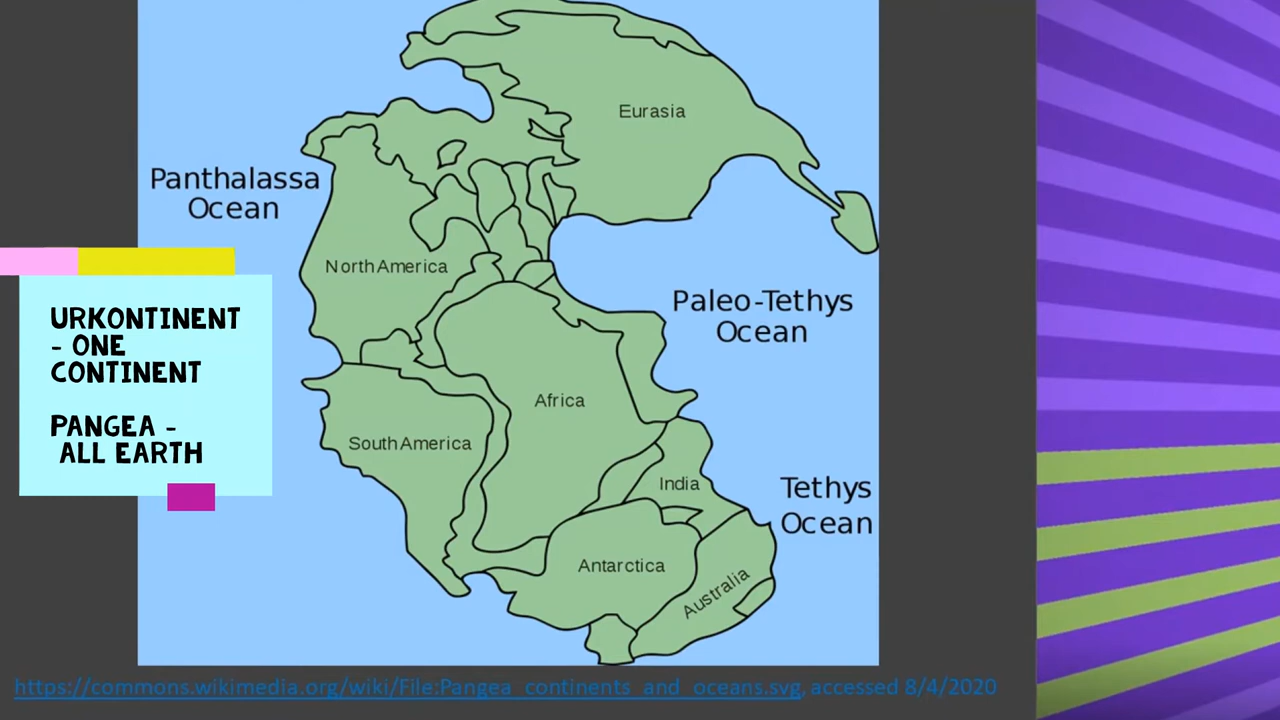 Eurasia
Panthalassa
Ocean
North America
URKONTINENT
- ONE
CONTINENT
PANGEA -
ALL EARTH
Paleo-Tethys
Ocean
Africa
South America
India
Tethys
Ocean
Antarctica
Australia
https://commons.wikimedia.org/wiki/File:Pangea_continents_and_oceans.svg, accessed 8/4/2020